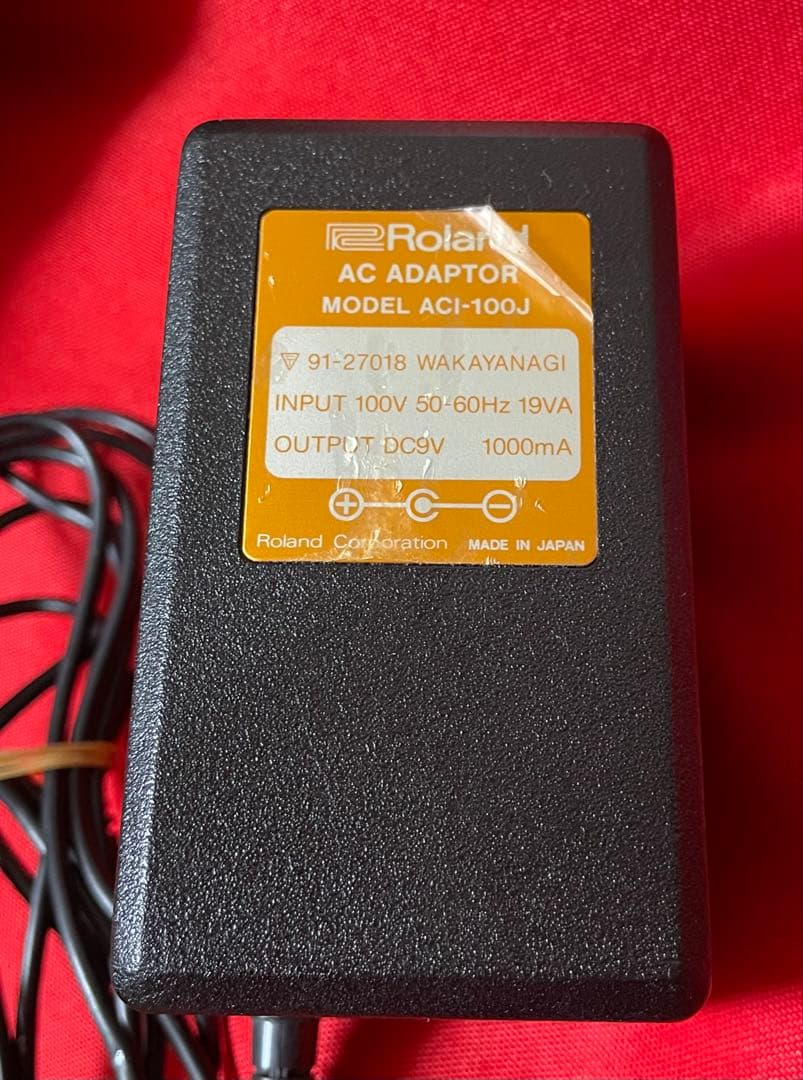 Roland
AC ADAPTOR
MODEL ACI-100J
91-27018 WAKAYANAGI
INPUT 100V 50-60Hz 19VA
OUTPUT DC9V 1000mA
Roland Corporation MADE IN JAPAN